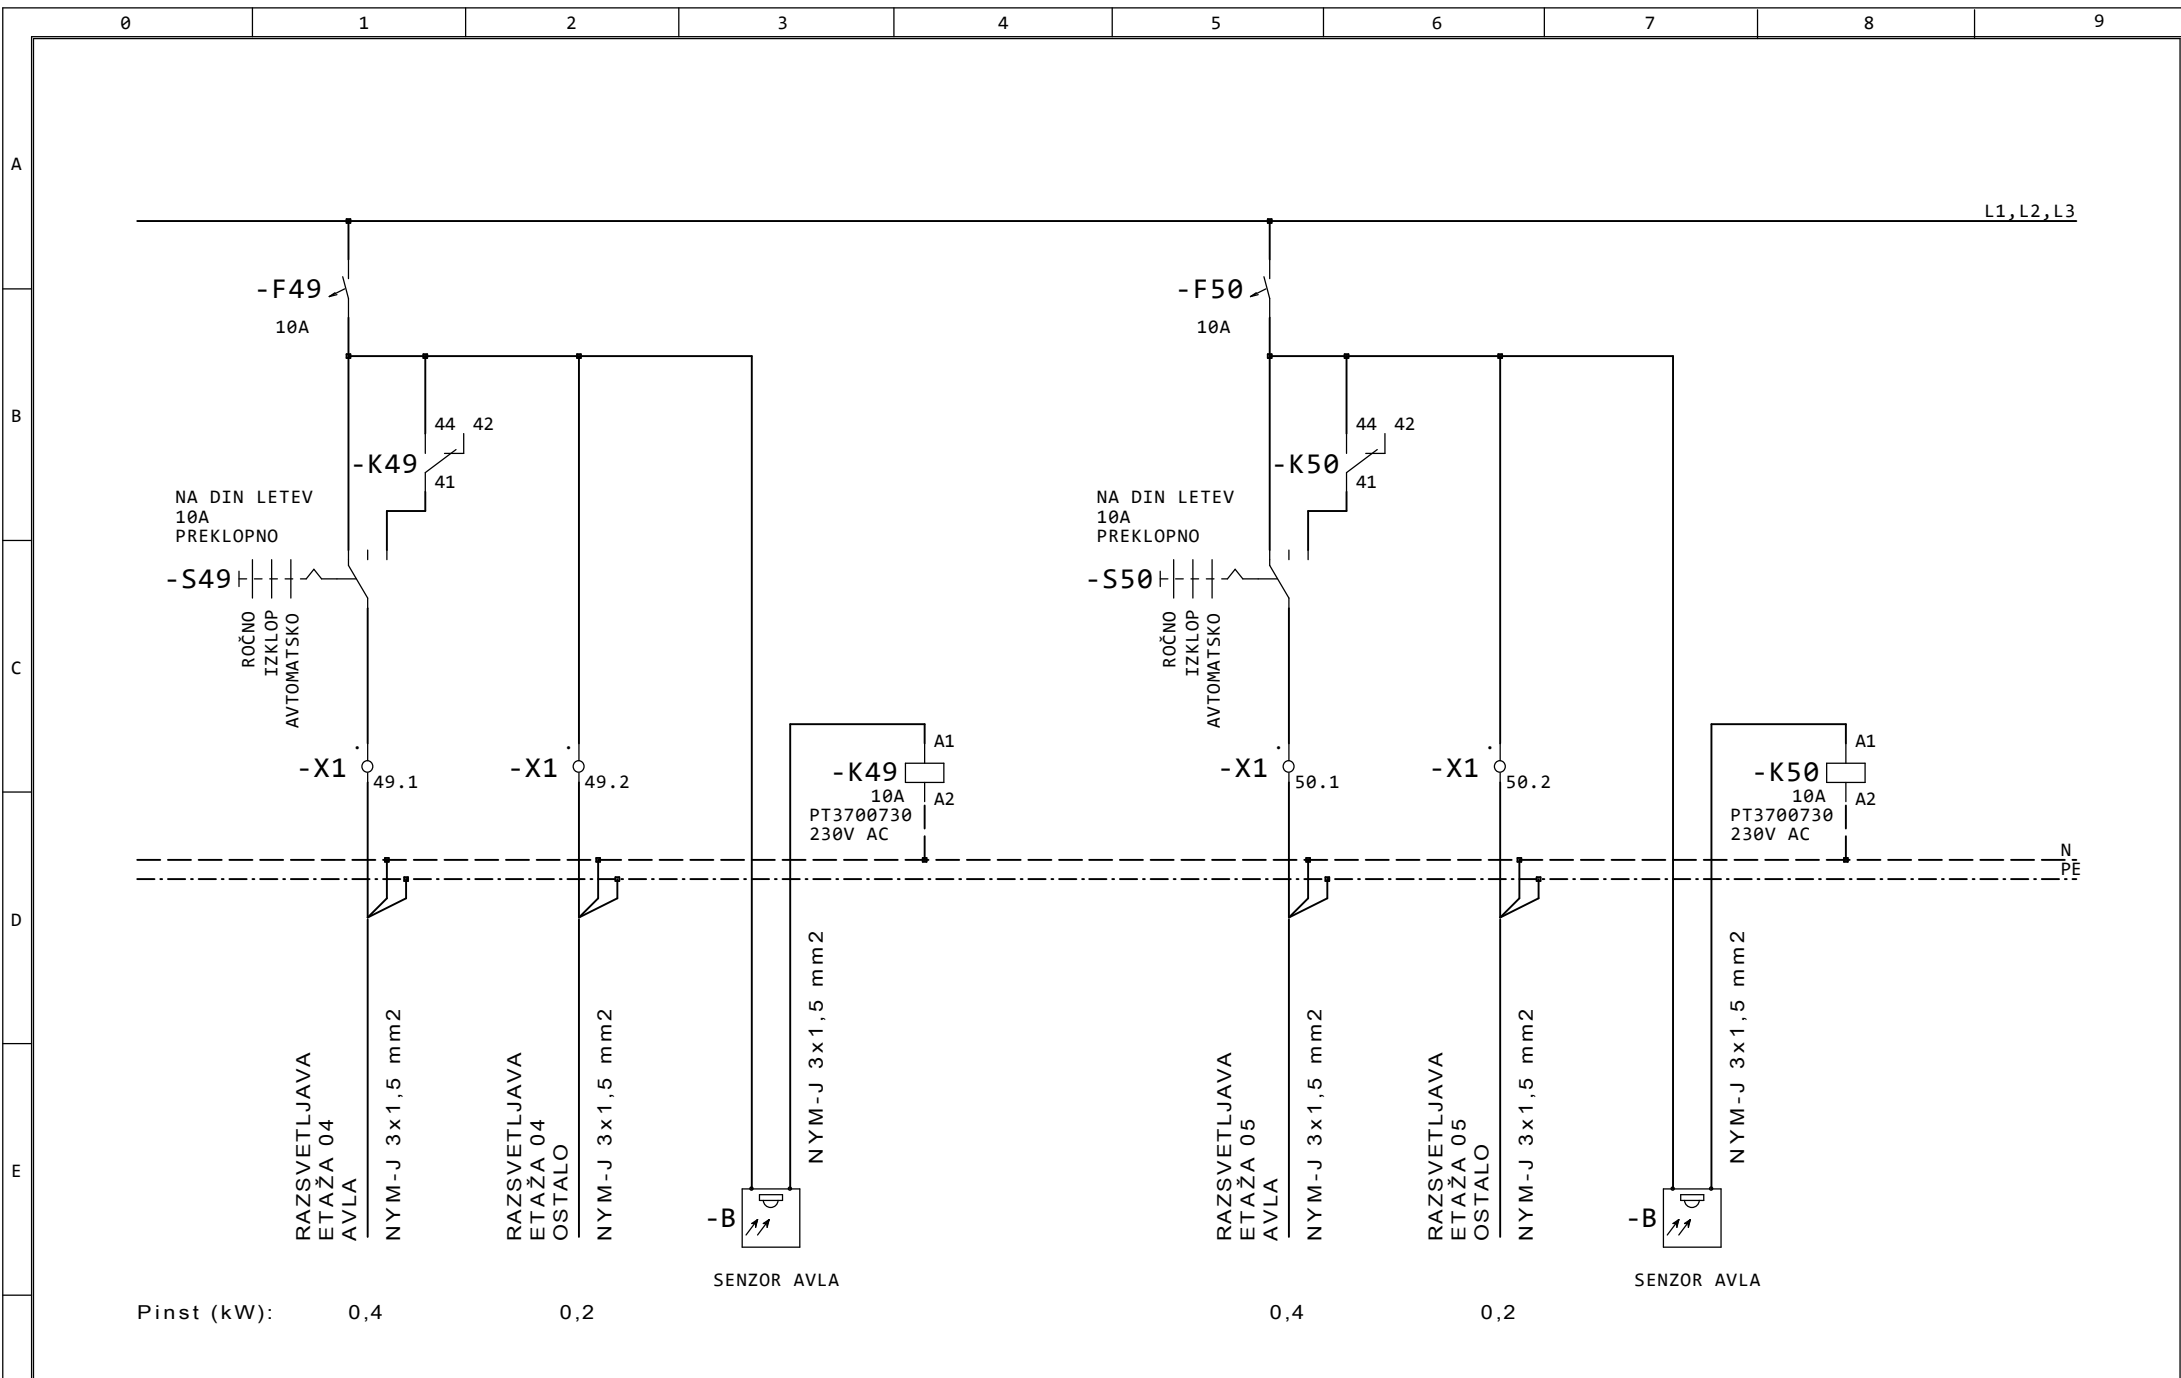 0 1 2 3 4 5 6 7 8 9
A
L1,L2,L3
-F49
10A
-F50
10A
B
44 42
-K49
41
44 42
-K50
41
NA DIN LETEV
10A
PREKLOPNO
NA DIN LETEV
10A
PREKLOPNO
-S49
ROČNO
IZKLOP
AVTOMATSKO
-S50
ROČNO
IZKLOP
AVTOMATSKO
C
-X1
49.1
-X1
49.2
A1
-K49
10A
A2
PT3700730
230V AC
-X1
50.1
-X1
50.2
A1
-K50
10A
A2
PT3700730
230V AC
N
PE
D
RAZSVETLJAVA
ETAŽA 04
AVLA
NYM-J 3x1,5 mm2
RAZSVETLJAVA
ETAŽA 04
OSTALO
NYM-J 3x1,5 mm2
NYM-J 3x1,5 mm2
RAZSVETLJAVA
ETAŽA 05
AVLA
NYM-J 3x1,5 mm2
RAZSVETLJAVA
ETAŽA 05
OSTALO
NYM-J 3x1,5 mm2
NYM-J 3x1,5 mm2
E
-B
SENZOR AVLA
-B
SENZOR AVLA
Pinst (kW): 0,4 0,2 0,4 0,2